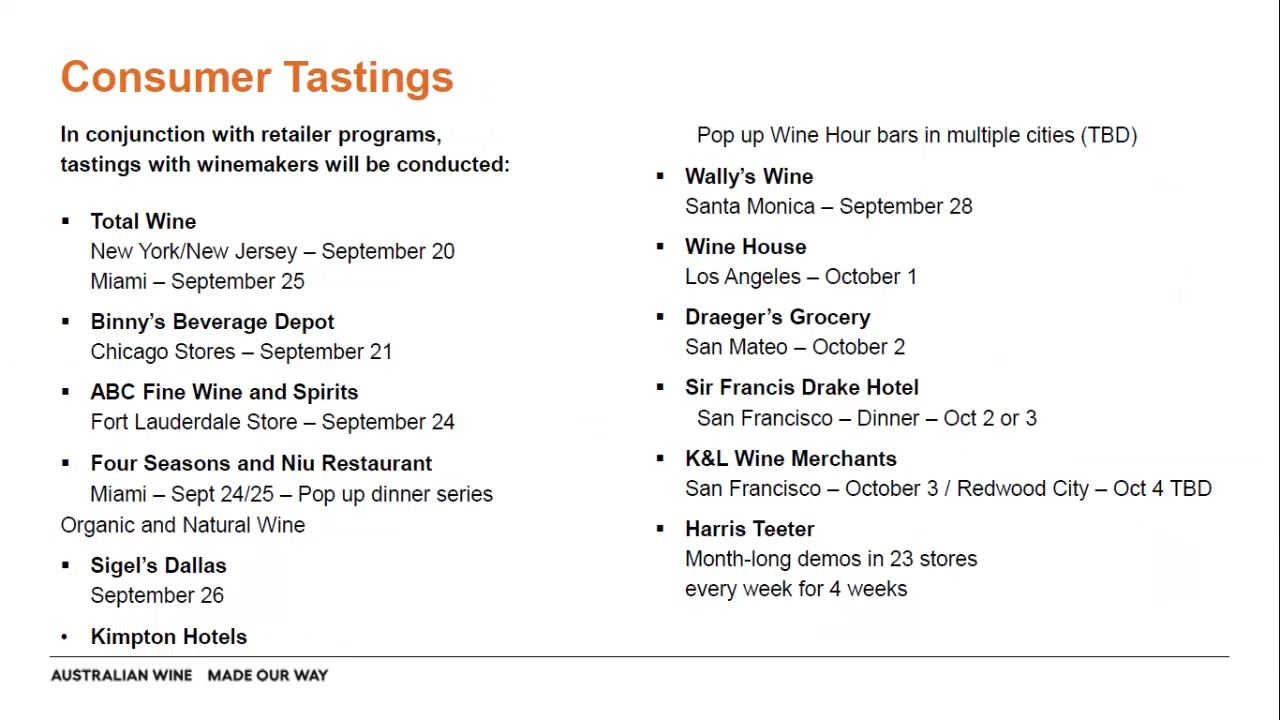 Consumer Tastings
In conjunction with retailer programs,
tastings with winemakers will be conducted:
▪ Total Wine
New York/New Jersey – September 20
Miami – September 25
▪ Binny’s Beverage Depot
Chicago Stores – September 21
▪ ABC Fine Wine and Spirits
Fort Lauderdale Store – September 24
▪ Four Seasons and Niu Restaurant
Miami – Sept 24/25 – Pop up dinner series
Organic and Natural Wine
▪ Sigel’s Dallas
September 26
• Kimpton Hotels
Pop up Wine Hour bars in multiple cities (TBD)
▪ Wally’s Wine
Santa Monica – September 28
▪ Wine House
Los Angeles – October 1
▪ Draeger’s Grocery
San Mateo – October 2
▪ Sir Francis Drake Hotel
San Francisco – Dinner – Oct 2 or 3
▪ K&L Wine Merchants
San Francisco – October 3 / Redwood City – Oct 4 TBD
▪ Harris Teeter
Month-long demos in 23 stores
every week for 4 weeks
AUSTRALIAN WINE MADE OUR WAY